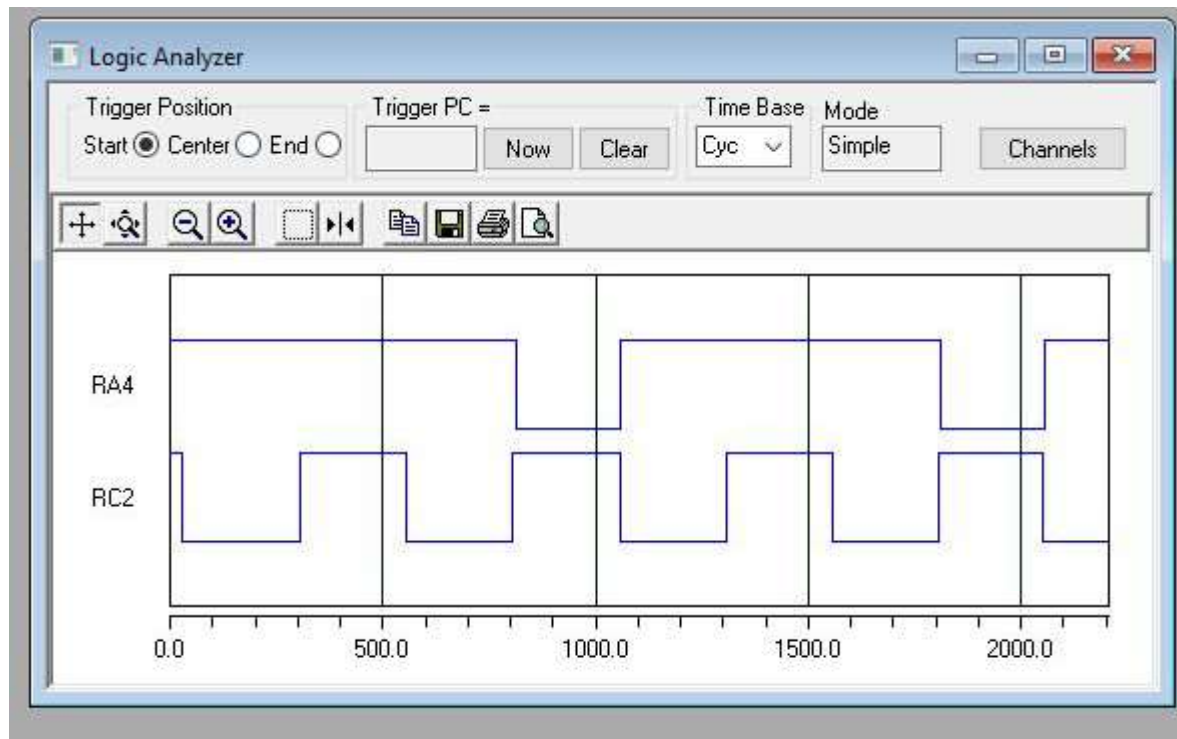 Logic Analyzer
Trigger Position
Start Center End
Trigger PC =
Now Clear
Time Base
Cyc
Mode
Simple
Channels
RA4
RC2
0.0 500.0 1000.0 1500.0 2000.0